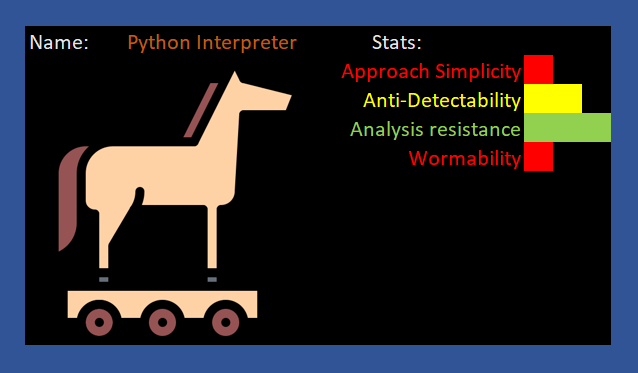 Name: Python Interpreter Stats:
Approach Simplicity
Anti-Detectability
Analysis resistance
Wormability